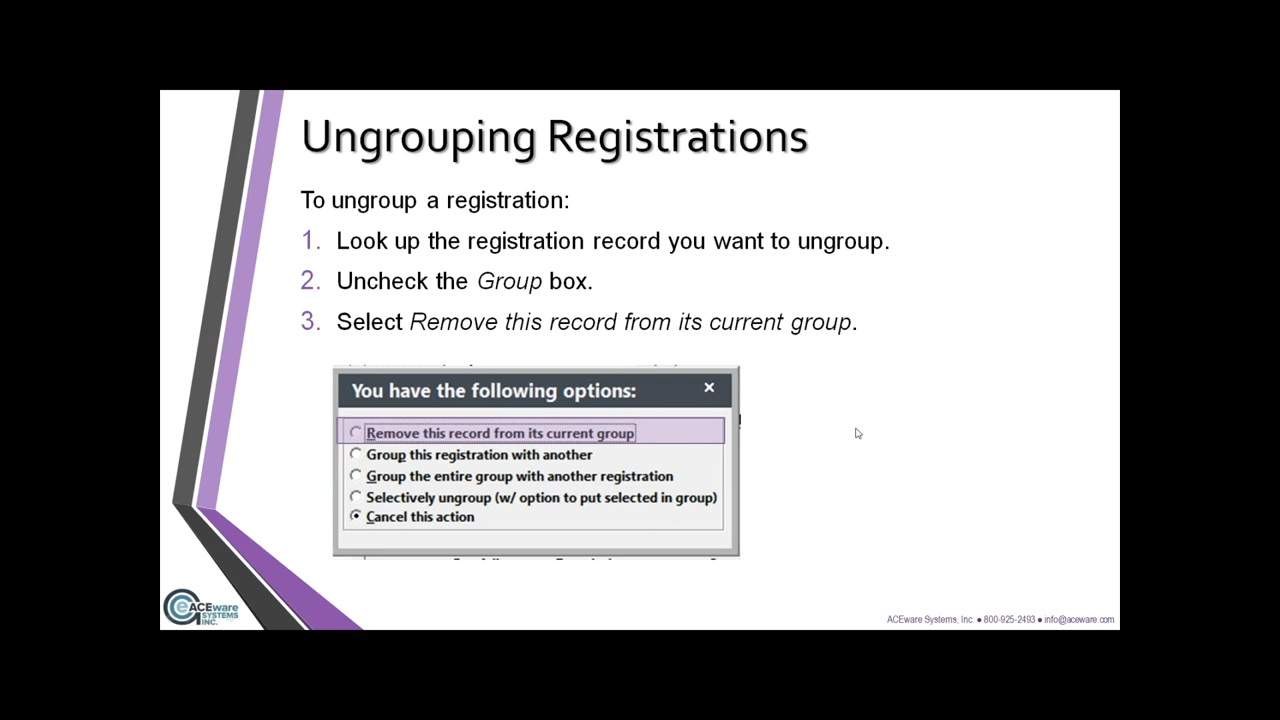 Ungrouping Registrations
To ungroup a registration:
1. Look up the registration record you want to ungroup.
2. Uncheck the Group box.
3. Select Remove this record from its current group.
You have the following options:
Remove this record from its current group
Group this registration with another
Group the entire group with another registration
Selectively ungroup (w/ option to put selected in group)
Cancel this action
ACEware
SYSTEMS
INC.
ACEware Systems, Inc. ● 800-925-2493 ● info@aceware.com